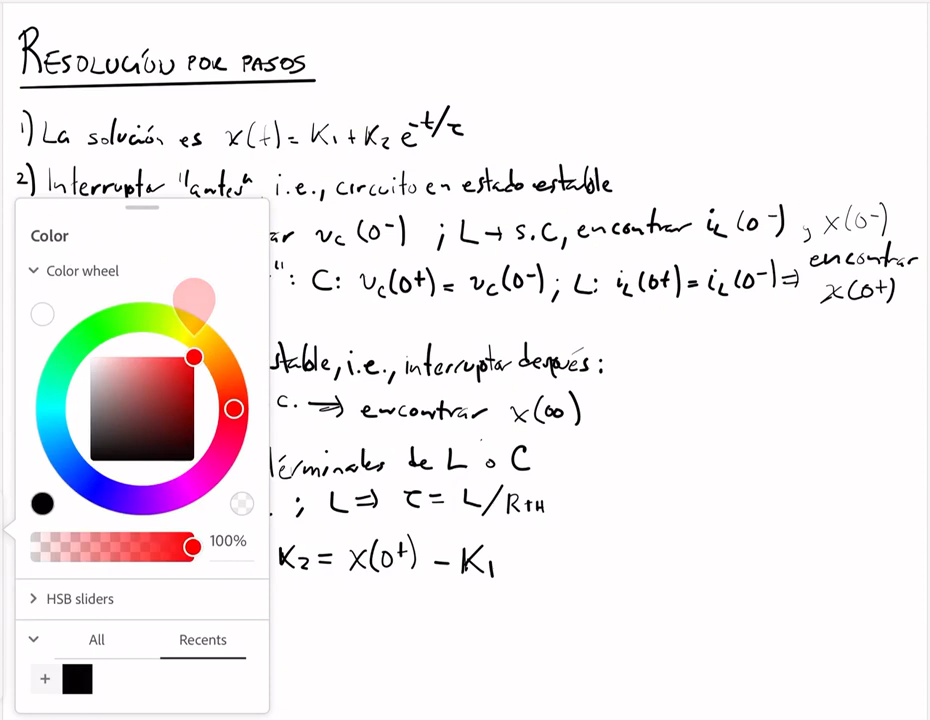 RESOLUCIÓN POR PASOS
1) La solución es x(t) = K1 + K2 e^-t/τ
2) Interruptor "antes", i.e., circuito en estado estable
ar vc(0-) ; L → S.C, encontrar iL(0-) y x(0-)
": C: vc(0+) = vc(0-); L: iL(0+) = iL(0-) ⇒ encontrar
x(0+)
stable, i.e., interruptor después:
C. → encontrar x(∞)
términales de L o C
. ; L ⇒ τ = L/RTH
K2 = x(0+) - K1
Color
Color wheel
100%
HSB sliders
All Recents
+